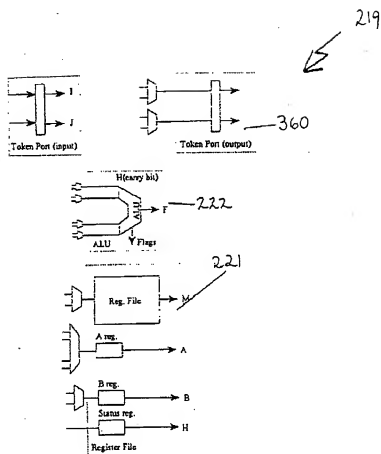 219
I
J
Token Port (input)
Token Port (output)
360
H(carry bit)
ALU
F
222
ALU
Flags
221
Reg. File
M
A reg.
A
B reg.
B
Status reg.
H
Register File